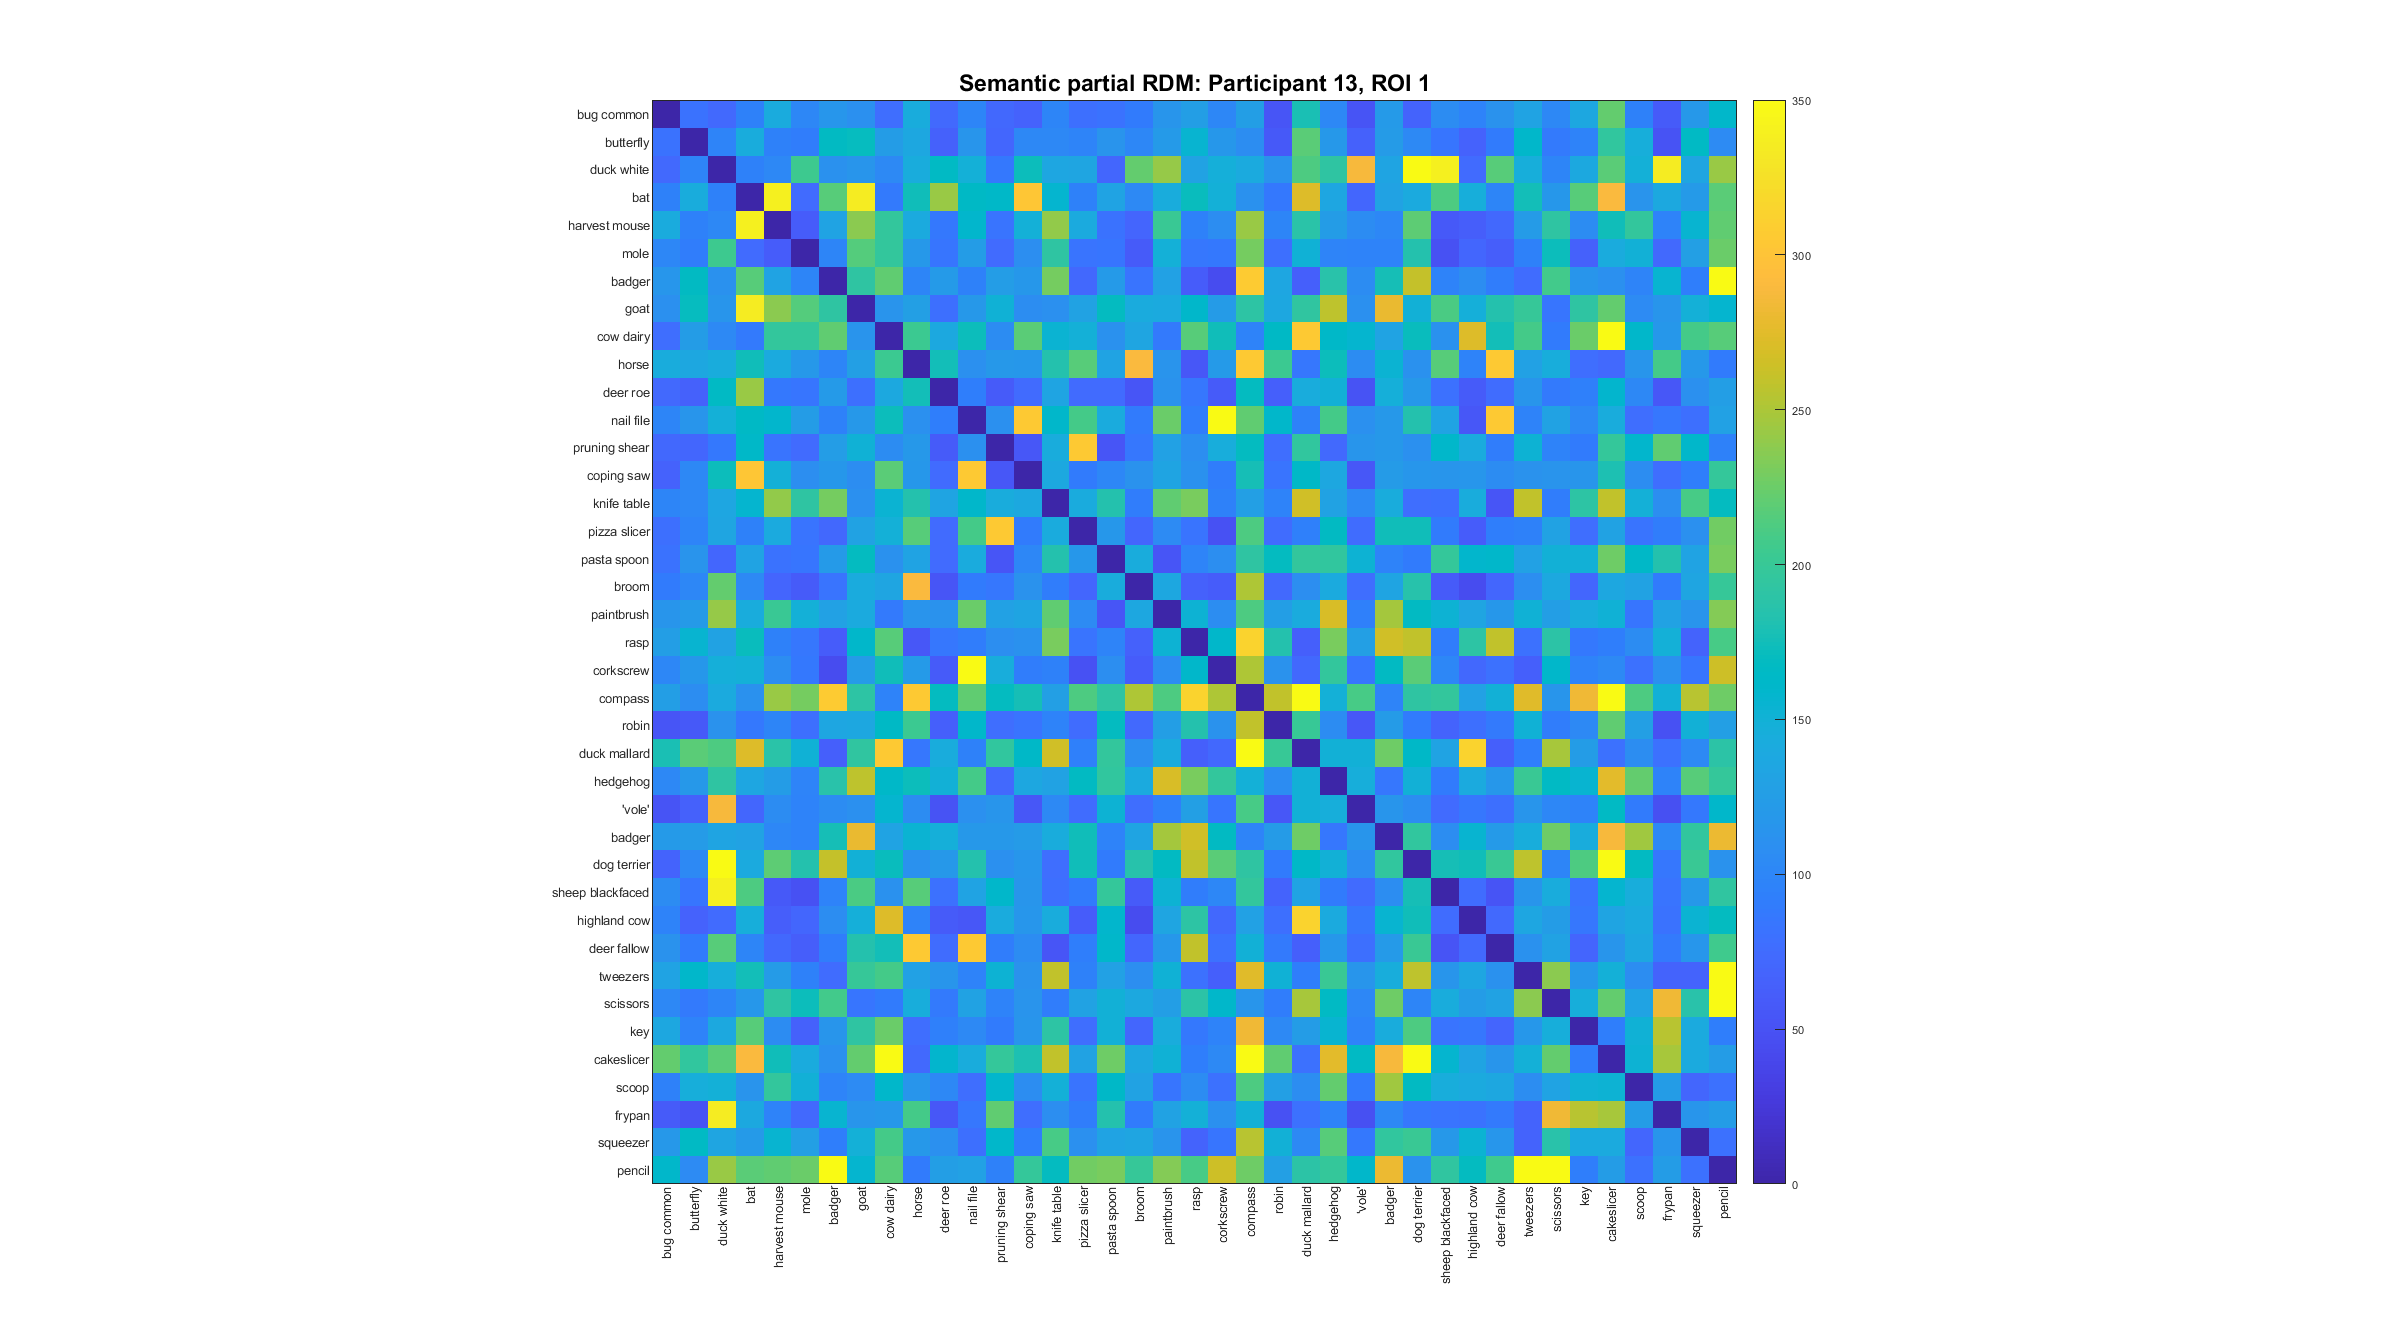 Semantic partial RDM: Participant 13, ROI 1
bug common
butterfly
duck white
bat
harvest mouse
mole
badger
goat
cow dairy
horse
deer roe
nail file
pruning shear
coping saw
knife table
pizza slicer
pasta spoon
broom
paintbrush
rasp
corkscrew
compass
robin
duck mallard
hedgehog
'vole'
badger
dog terrier
sheep blackfaced
highland cow
deer fallow
tweezers
scissors
key
cakeslicer
scoop
frypan
squeezer
pencil
bug common
butterfly
duck white
bat
harvest mouse
mole
badger
goat
cow dairy
horse
deer roe
nail file
pruning shear
coping saw
knife table
pizza slicer
pasta spoon
broom
paintbrush
rasp
corkscrew
compass
robin
duck mallard
hedgehog
'vole'
badger
dog terrier
sheep blackfaced
highland cow
deer fallow
tweezers
scissors
key
cakeslicer
scoop
frypan
squeezer
pencil
350
300
250
200
150
100
50
0